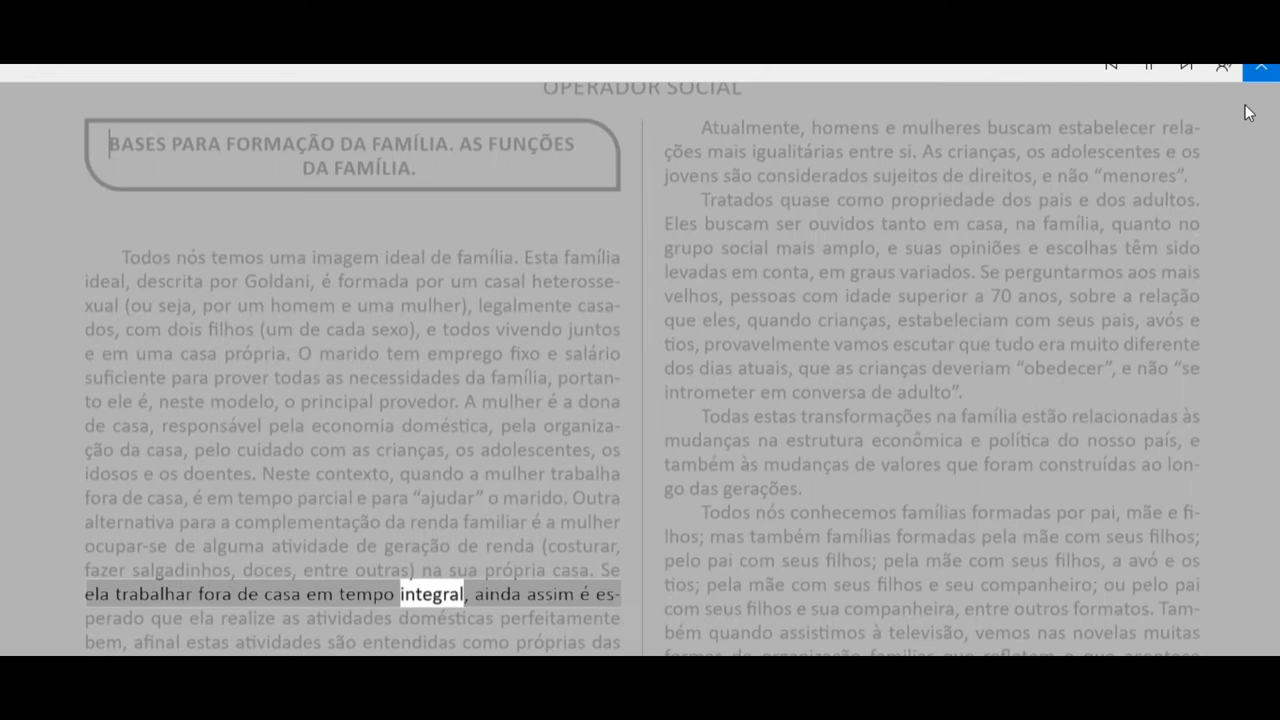 OPERADOR SOCIAL
BASES PARA FORMAÇÃO DA FAMÍLIA. AS FUNÇÕES
DA FAMÍLIA.
Todos nós temos uma imagem ideal de família. Esta família
ideal, descrita por Goldani, é formada por um casal heterosse-
xual (ou seja, por um homem e uma mulher), legalmente casa-
dos, com dois filhos (um de cada sexo), e todos vivendo juntos
e em uma casa própria. O marido tem emprego fixo e salário
suficiente para prover todas as necessidades da família, portan-
to ele é, neste modelo, o principal provedor. A mulher é a dona
de casa, responsável pela economia doméstica, pela organiza-
ção da casa, pelo cuidado com as crianças, os adolescentes, os
idosos e os doentes. Neste contexto, quando a mulher trabalha
fora de casa, é em tempo parcial e para “ajudar” o marido. Outra
alternativa para a complementação da renda familiar é a mulher
ocupar-se de alguma atividade de geração de renda (costurar,
fazer salgadinhos, doces, entre outras) na sua própria casa. Se
ela trabalhar fora de casa em tempo integral, ainda assim é es-
perado que ela realize as atividades domésticas perfeitamente
bem, afinal estas atividades são entendidas como próprias das
Atualmente, homens e mulheres buscam estabelecer rela-
ções mais igualitárias entre si. As crianças, os adolescentes e os
jovens são considerados sujeitos de direitos, e não “menores”.
Tratados quase como propriedade dos pais e dos adultos.
Eles buscam ser ouvidos tanto em casa, na família, quanto no
grupo social mais amplo, e suas opiniões e escolhas têm sido
levadas em conta, em graus variados. Se perguntarmos aos mais
velhos, pessoas com idade superior a 70 anos, sobre a relação
que eles, quando crianças, estabeleciam com seus pais, avós e
tios, provavelmente vamos escutar que tudo era muito diferente
dos dias atuais, que as crianças deveriam “obedecer”, e não “se
intrometer em conversa de adulto”.
Todas estas transformações na família estão relacionadas às
mudanças na estrutura econômica e política do nosso país, e
também às mudanças de valores que foram construídas ao lon-
go das gerações.
Todos nós conhecemos famílias formadas por pai, mãe e fi-
lhos; mas também famílias formadas pela mãe com seus filhos;
pelo pai com seus filhos; pela mãe com seus filhos, a avó e os
tios; pela mãe com seus filhos e seu companheiro; ou pelo pai
com seus filhos e sua companheira, entre outros formatos. Tam-
bém quando assistimos à televisão, vemos nas novelas muitas
formas de organização familiar que refletem o que acontece